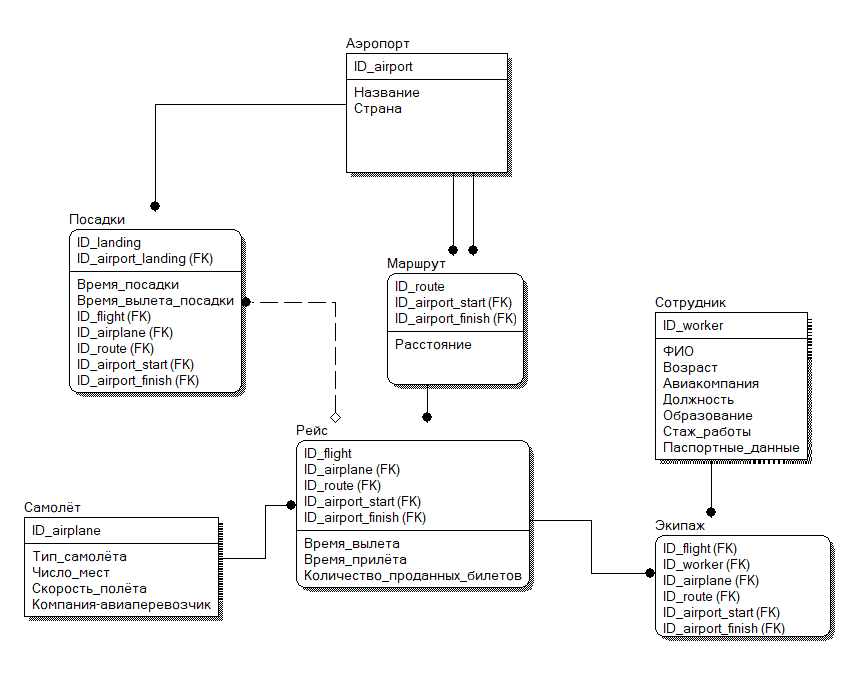 Аэропорт
ID_airport
Название
Страна
Посадки
ID_landing
ID_airport_landing (FK)
Время_посадки
Время_вылета_посадки
ID_flight (FK)
ID_airplane (FK)
ID_route (FK)
ID_airport_start (FK)
ID_airport_finish (FK)
Маршрут
ID_route
ID_airport_start (FK)
ID_airport_finish (FK)
Расстояние
Сотрудник
ID_worker
ФИО
Возраст
Авиакомпания
Должность
Образование
Стаж_работы
Паспортные_данные
Рейс
ID_flight
ID_airplane (FK)
ID_route (FK)
ID_airport_start (FK)
ID_airport_finish (FK)
Время_вылета
Время_прилёта
Количество_проданных_билетов
Самолёт
ID_airplane
Тип_самолёта
Число_мест
Скорость_полёта
Компания-авиаперевозчик
Экипаж
ID_flight (FK)
ID_worker (FK)
ID_airplane (FK)
ID_route (FK)
ID_airport_start (FK)
ID_airport_finish (FK)